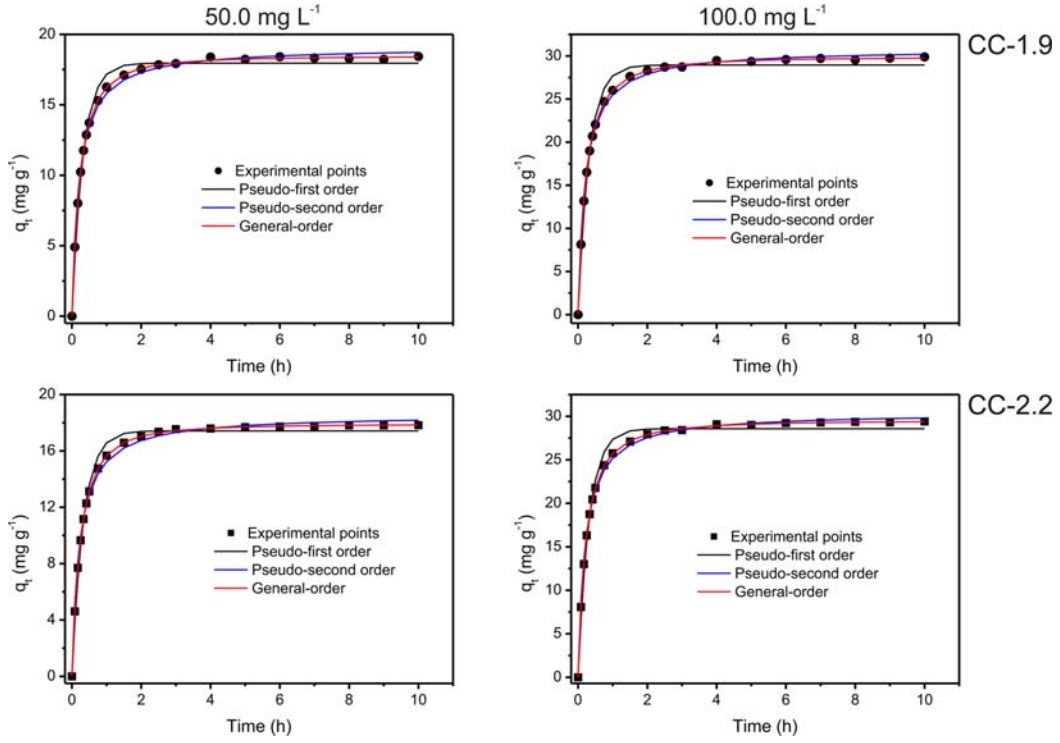 50.0 mg L⁻¹
100.0 mg L⁻¹
CC-1.9
20
15
10
5
0
qₜ (mg g⁻¹)
Experimental points
Pseudo-first order
Pseudo-second order
General-order
0 2 4 6 8 10
Time (h)
30
25
20
15
10
5
0
qₜ (mg g⁻¹)
Experimental points
Pseudo-first order
Pseudo-second order
General-order
0 2 4 6 8 10
Time (h)
CC-2.2
20
16
12
8
4
0
qₜ (mg g⁻¹)
Experimental points
Pseudo-first order
Pseudo-second order
General-order
0 2 4 6 8 10
Time (h)
30
25
20
15
10
5
0
qₜ (mg g⁻¹)
Experimental points
Pseudo-first order
Pseudo-second order
General-order
0 2 4 6 8 10
Time (h)